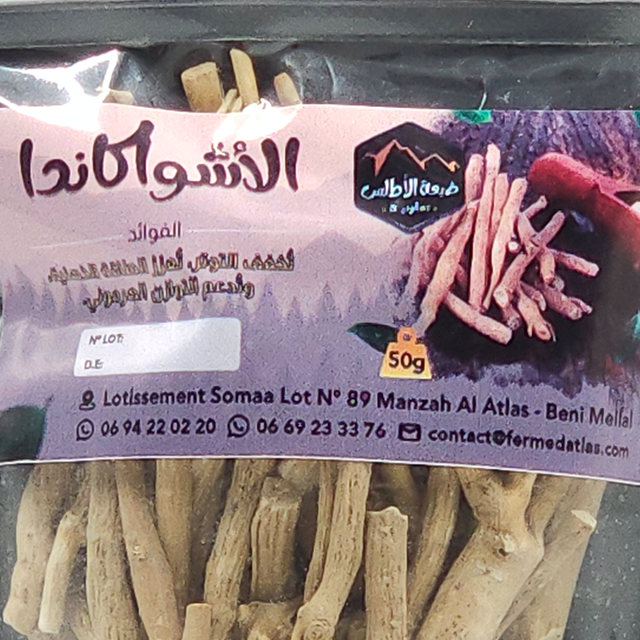 الأشواكاندا
طبيعة الأطلس
الفوائد
تخفف التوتر، تعزز الطاقة الذهنية،
وتدعم التوازن الهرموني.
N° LOT:
D.E:
50g
Lotissement Somaa Lot N° 89 Manzah Al Atlas - Beni Mellal
06 94 22 02 20 06 69 23 33 76 contact@fermedatlas.com